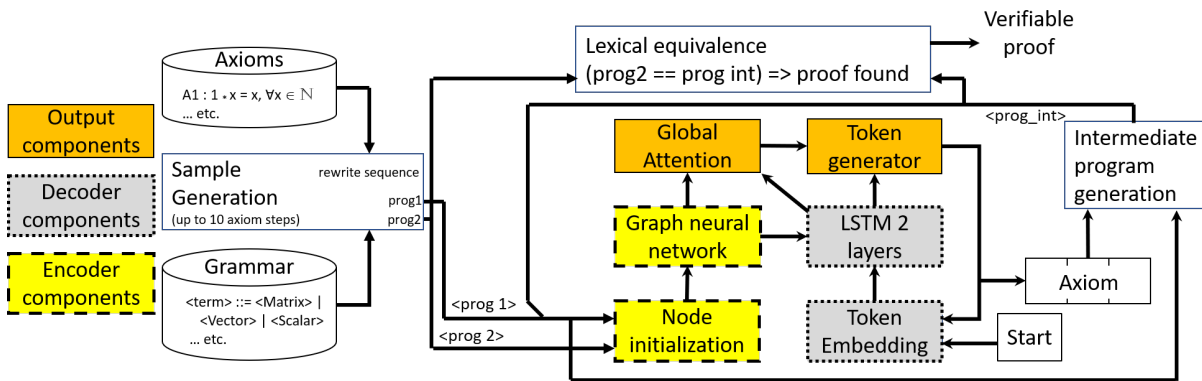 Axioms
A1 : 1 • x = x, ∀x ∈ ℕ
... etc.
Output
components
Decoder
components
Encoder
components
Sample
Generation
(up to 10 axiom steps)
rewrite sequence
prog1
prog2
Grammar
<term> ::= <Matrix> |
<Vector> | <Scalar>
... etc.
Lexical equivalence
(prog2 == prog int) => proof found
Verifiable
proof
<prog_int>
Global
Attention
Token
generator
Intermediate
program
generation
Graph neural
network
LSTM 2
layers
Axiom
<prog 1>
<prog 2>
Node
initialization
Token
Embedding
Start